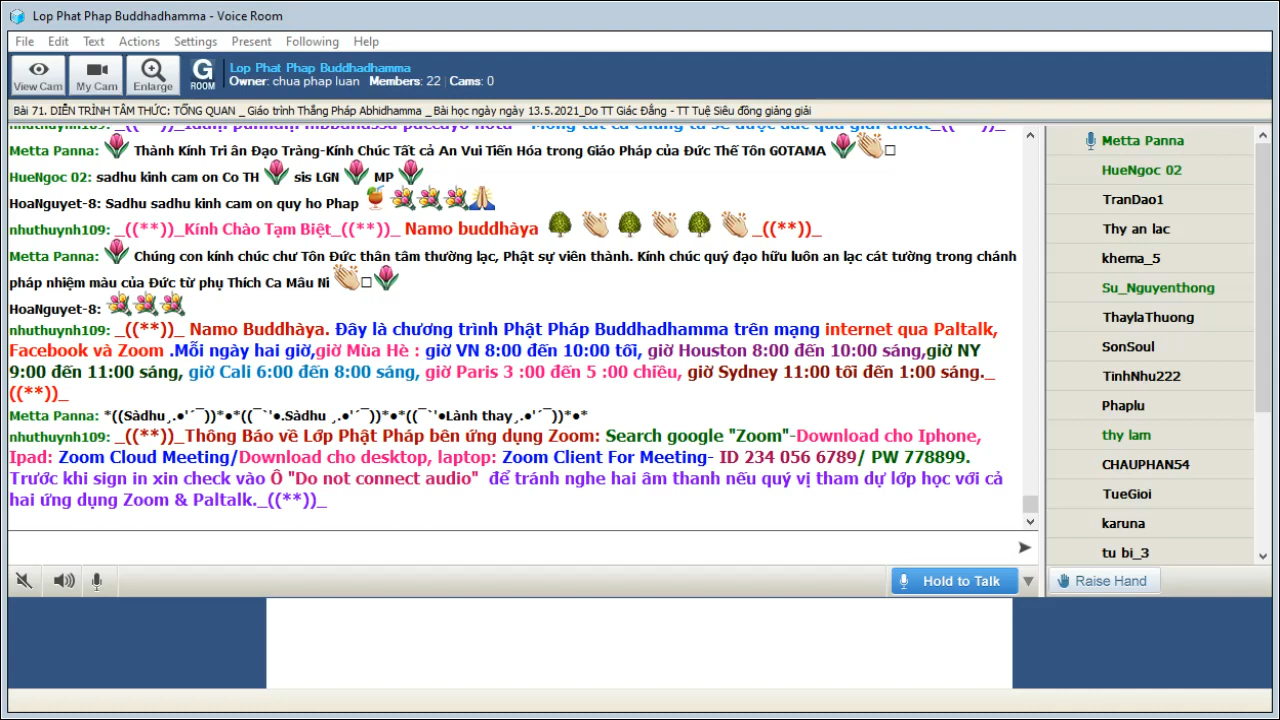 Lop Phat Phap Buddhadhamma - Voice Room
File Edit Text Actions Settings Present Following Help
View Cam My Cam Enlarge G ROOM
Lop Phat Phap Buddhadhamma
Owner: chua phap luan Members: 22 Cams: 0
Bài 71. DIỄN TRÌNH TÂM THỨC: TỔNG QUAN _ Giáo trình Thắng Pháp Abhidhamma _ Bài học ngày ngày 13.5.2021_Do TT Giác Đẳng - TT Tuệ Siêu đồng giảng giải
Metta Panna: Thành Kính Tri ân Đạo Tràng-Kính Chúc Tất cả An Vui Tiến Hóa trong Giáo Pháp của Đức Thế Tôn GOTAMA
HueNgoc 02: sadhu kinh cam on Co TH sis LGN MP
HoaNguyet-8: Sadhu sadhu kinh cam on quy ho Phap
nhuthuynh109: _((**))_Kính Chào Tạm Biệt_((**))_ Namo buddhàya _((**))_
Metta Panna: Chúng con kính chúc chư Tôn Đức thân tâm thường lạc, Phật sự viên thành. Kính chúc quý đạo hữu luôn an lạc cát tường trong chánh
pháp nhiệm màu của Đức từ phụ Thích Ca Mâu Ni
HoaNguyet-8:
nhuthuynh109: _((**))_ Namo Buddhàya. Đây là chương trình Phật Pháp Buddhadhamma trên mạng internet qua Paltalk,
Facebook và Zoom .Mỗi ngày hai giờ,giờ Mùa Hè : giờ VN 8:00 đến 10:00 tối, giờ Houston 8:00 đến 10:00 sáng,giờ NY
9:00 đến 11:00 sáng, giờ Cali 6:00 đến 8:00 sáng, giờ Paris 3 :00 đến 5 :00 chiều, giờ Sydney 11:00 tối đến 1:00 sáng._
((**))_
Metta Panna: *((Sàdhu¸.●'´¯))*●*((¯`'●.Sàdhu ¸.●'´¯))*●*((¯`'●Lành thay¸.●'´¯))*●*
nhuthuynh109: _((**))_Thông Báo về Lớp Phật Pháp bên ứng dụng Zoom: Search google "Zoom"-Download cho Iphone,
Ipad: Zoom Cloud Meeting/Download cho desktop, laptop: Zoom Client For Meeting- ID 234 056 6789/ PW 778899.
Trước khi sign in xin check vào Ô "Do not connect audio" để tránh nghe hai âm thanh nếu quý vị tham dự lớp học với cả
hai ứng dụng Zoom & Paltalk._((**))_
Hold to Talk
Metta Panna
HueNgoc 02
TranDao1
Thy an lac
khema_5
Su_Nguyenthong
ThaylaThuong
SonSoul
TinhNhu222
Phaplu
thy lam
CHAUPHAN54
TueGioi
karuna
tu bi_3
Raise Hand